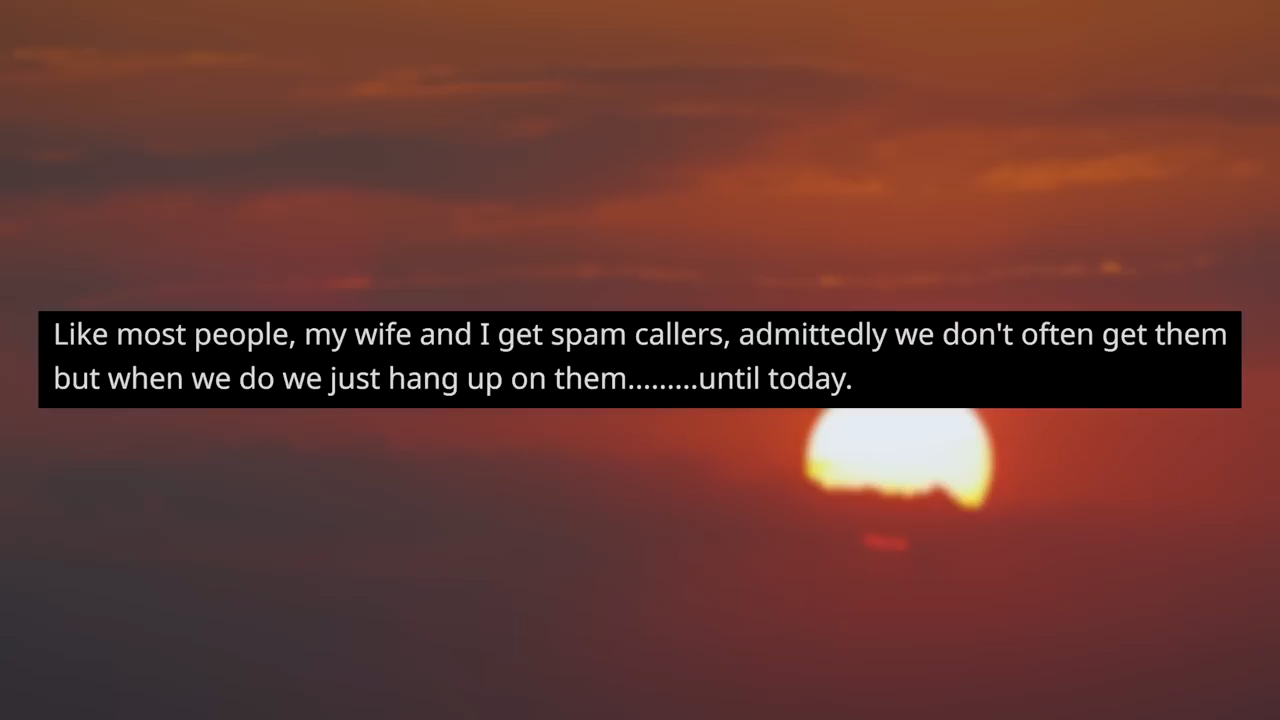 Like most people, my wife and I get spam callers, admittedly we don't often get them
but when we do we just hang up on them.........until today.